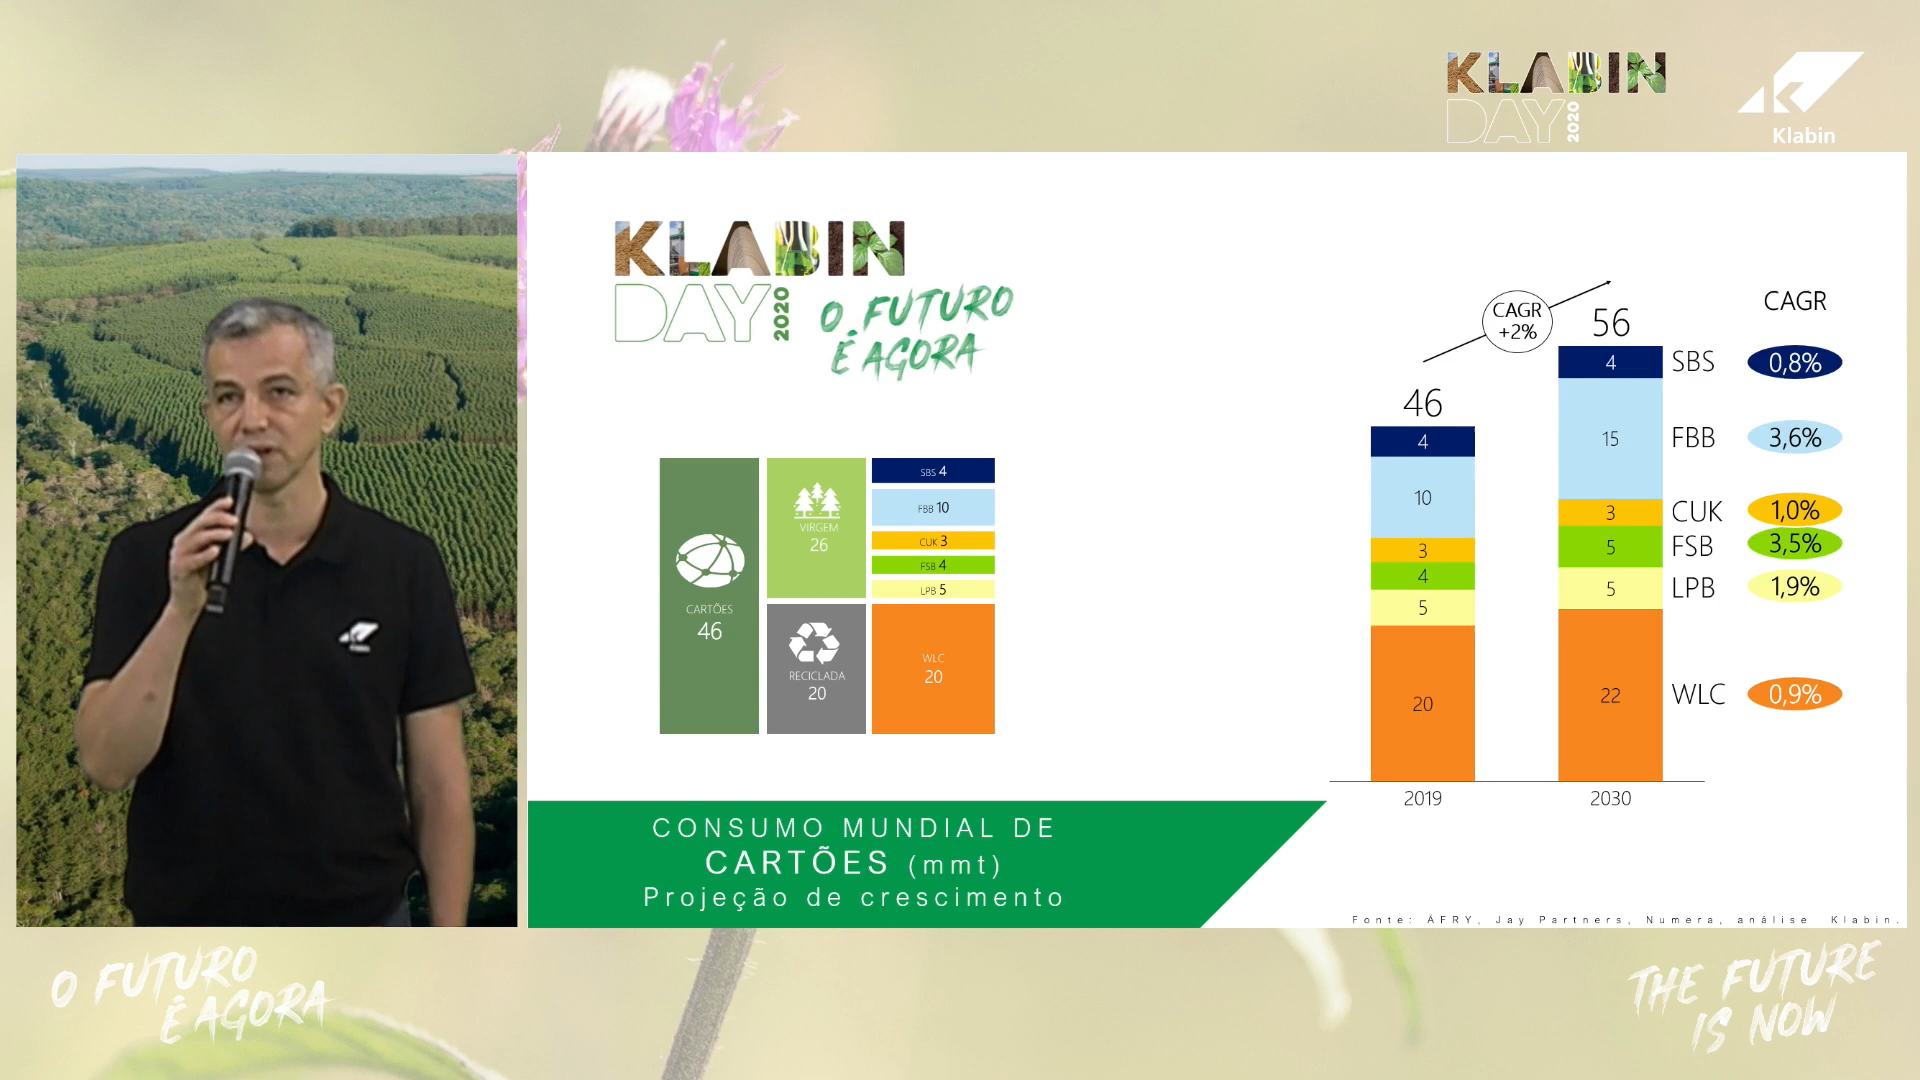 KLABIN
DAY 2020
Klabin
KLABIN
DAY 2020
O FUTURO
É AGORA
CARTÕES
46
VIRGEM
26
RECICLADA
20
SBS 4
FBB 10
CUK 3
FSB 4
LPB 5
WLC
20
CAGR
+2%
46
4
10
3
4
5
20
2019
56
4
15
3
5
5
22
2030
CAGR
SBS 0,8%
FBB 3,6%
CUK 1,0%
FSB 3,5%
LPB 1,9%
WLC 0,9%
CONSUMO MUNDIAL DE
CARTÕES (mmt)
Projeção de crescimento
Fonte: ÁFRY, Jay Partners, Numera, análise Klabin.
O FUTURO
É AGORA
THE FUTURE
IS NOW